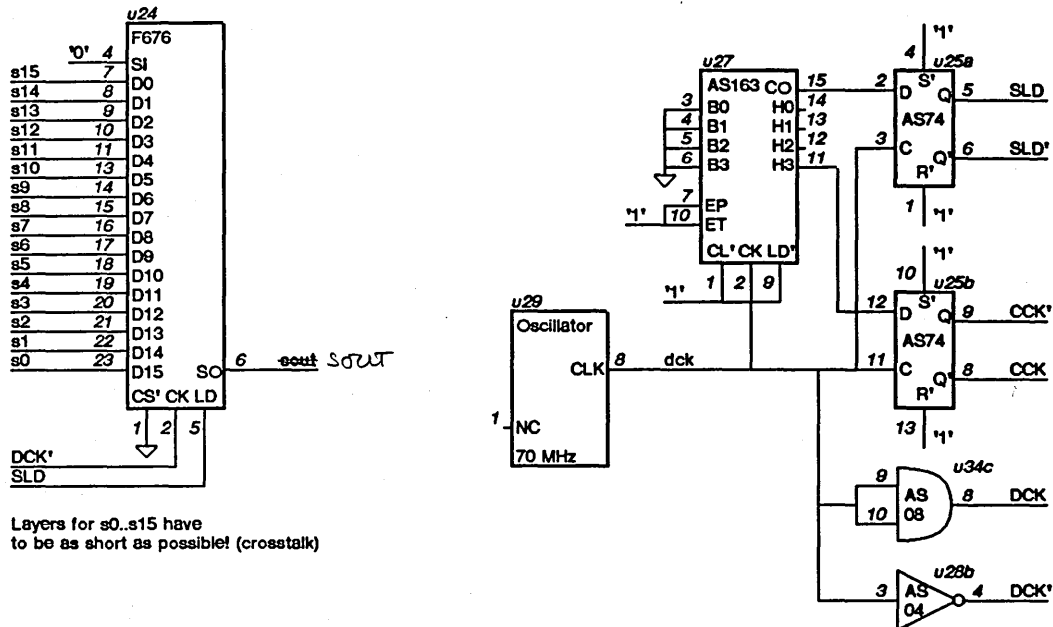 u24
F676
'0' 4 SI
s15 7 D0
s14 8 D1
s13 9 D2
s12 10 D3
s11 11 D4
s10 13 D5
s9 14 D6
s8 15 D7
s7 16 D8
s6 17 D9
s5 18 D10
s4 19 D11
s3 20 D12
s2 21 D13
s1 22 D14
s0 23 D15
SO 6 sout SOUT
CS' CK LD
1 2 5
DCK'
SLD
Layers for s0..s15 have
to be as short as possible! (crosstalk)
u27
AS163 CO 15
3 B0 H0 14
4 B1 H1 13
5 B2 H2 12
6 B3 H3 11
7 EP
'1' 10 ET
CL' CK LD'
1 2 9
'1'
u29
Oscillator
CLK 8 dck
1 NC
70 MHz
'1'
4 u25a
S'
2 D Q 5 SLD
AS74
3 C Q' 6 SLD'
R'
1 '1'
'1'
10 u25b
S'
12 D Q 9 CCK'
AS74
11 C Q' 8 CCK
R'
13 '1'
u34c
9 AS 8 DCK
10 08
u28b
3 AS 4 DCK'
04